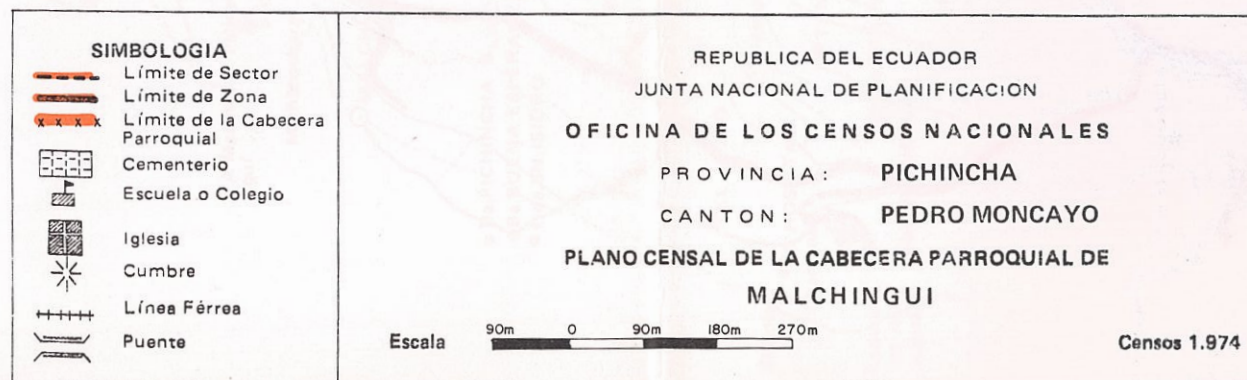 SIMBOLOGIA
Límite de Sector
Límite de Zona
Límite de la Cabecera
Parroquial
Cementerio
Escuela o Colegio
Iglesia
Cumbre
Línea Férrea
Puente
REPUBLICA DEL ECUADOR
JUNTA NACIONAL DE PLANIFICACION
OFICINA DE LOS CENSOS NACIONALES
PROVINCIA: PICHINCHA
CANTON: PEDRO MONCAYO
PLANO CENSAL DE LA CABECERA PARROQUIAL DE
MALCHINGUI
Escala 90m 0 90m 180m 270m
Censos 1.974